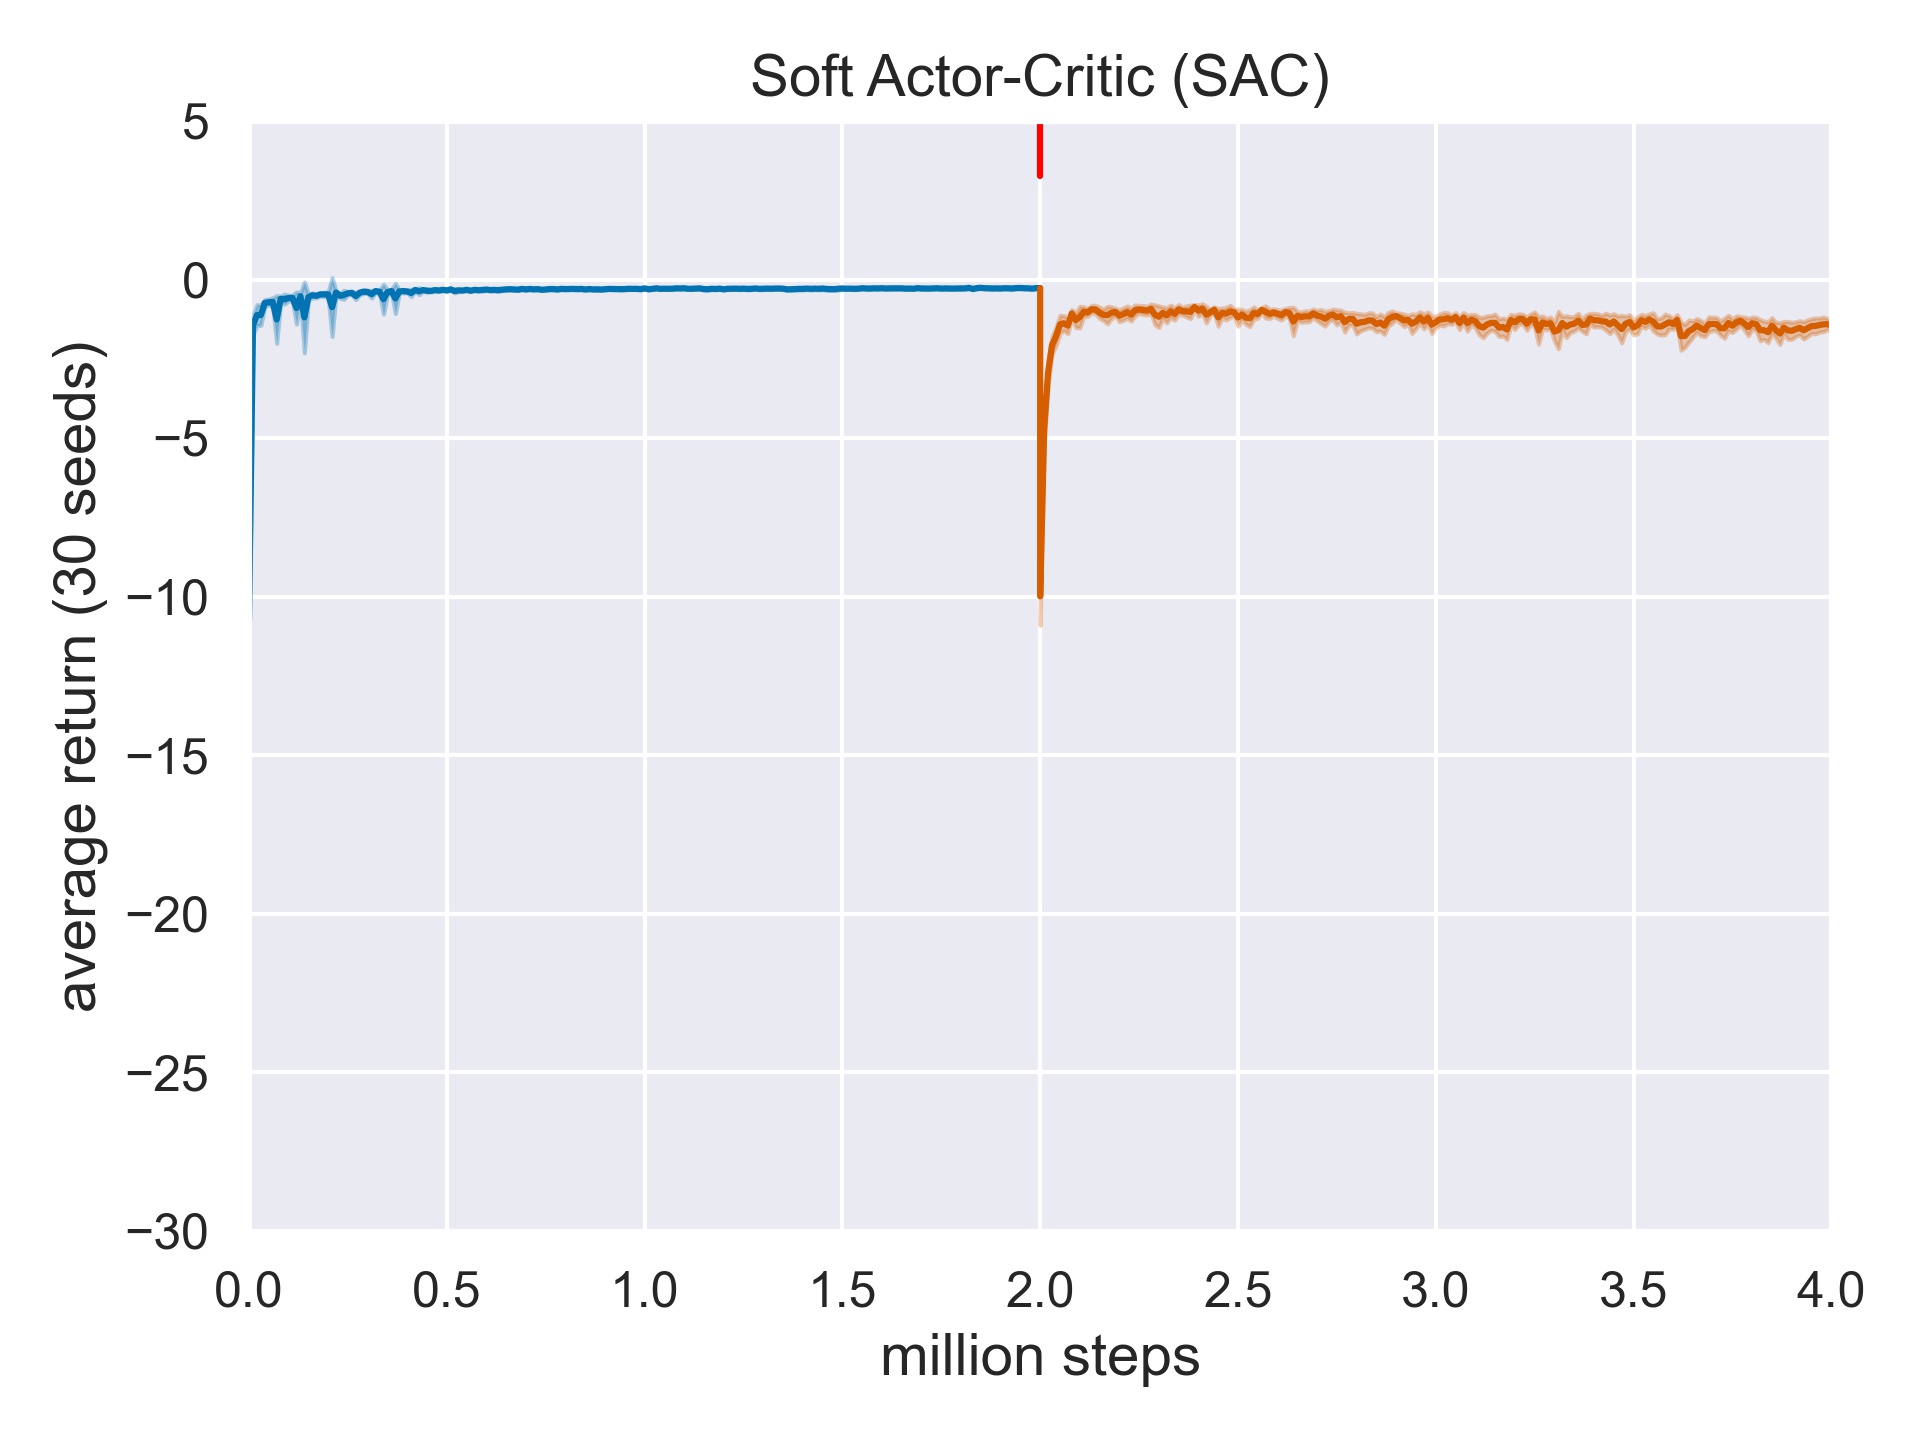 Soft Actor-Critic (SAC)
5
0
−5
−10
−15
−20
−25
−30
average return (30 seeds)
0.0 0.5 1.0 1.5 2.0 2.5 3.0 3.5 4.0
million steps